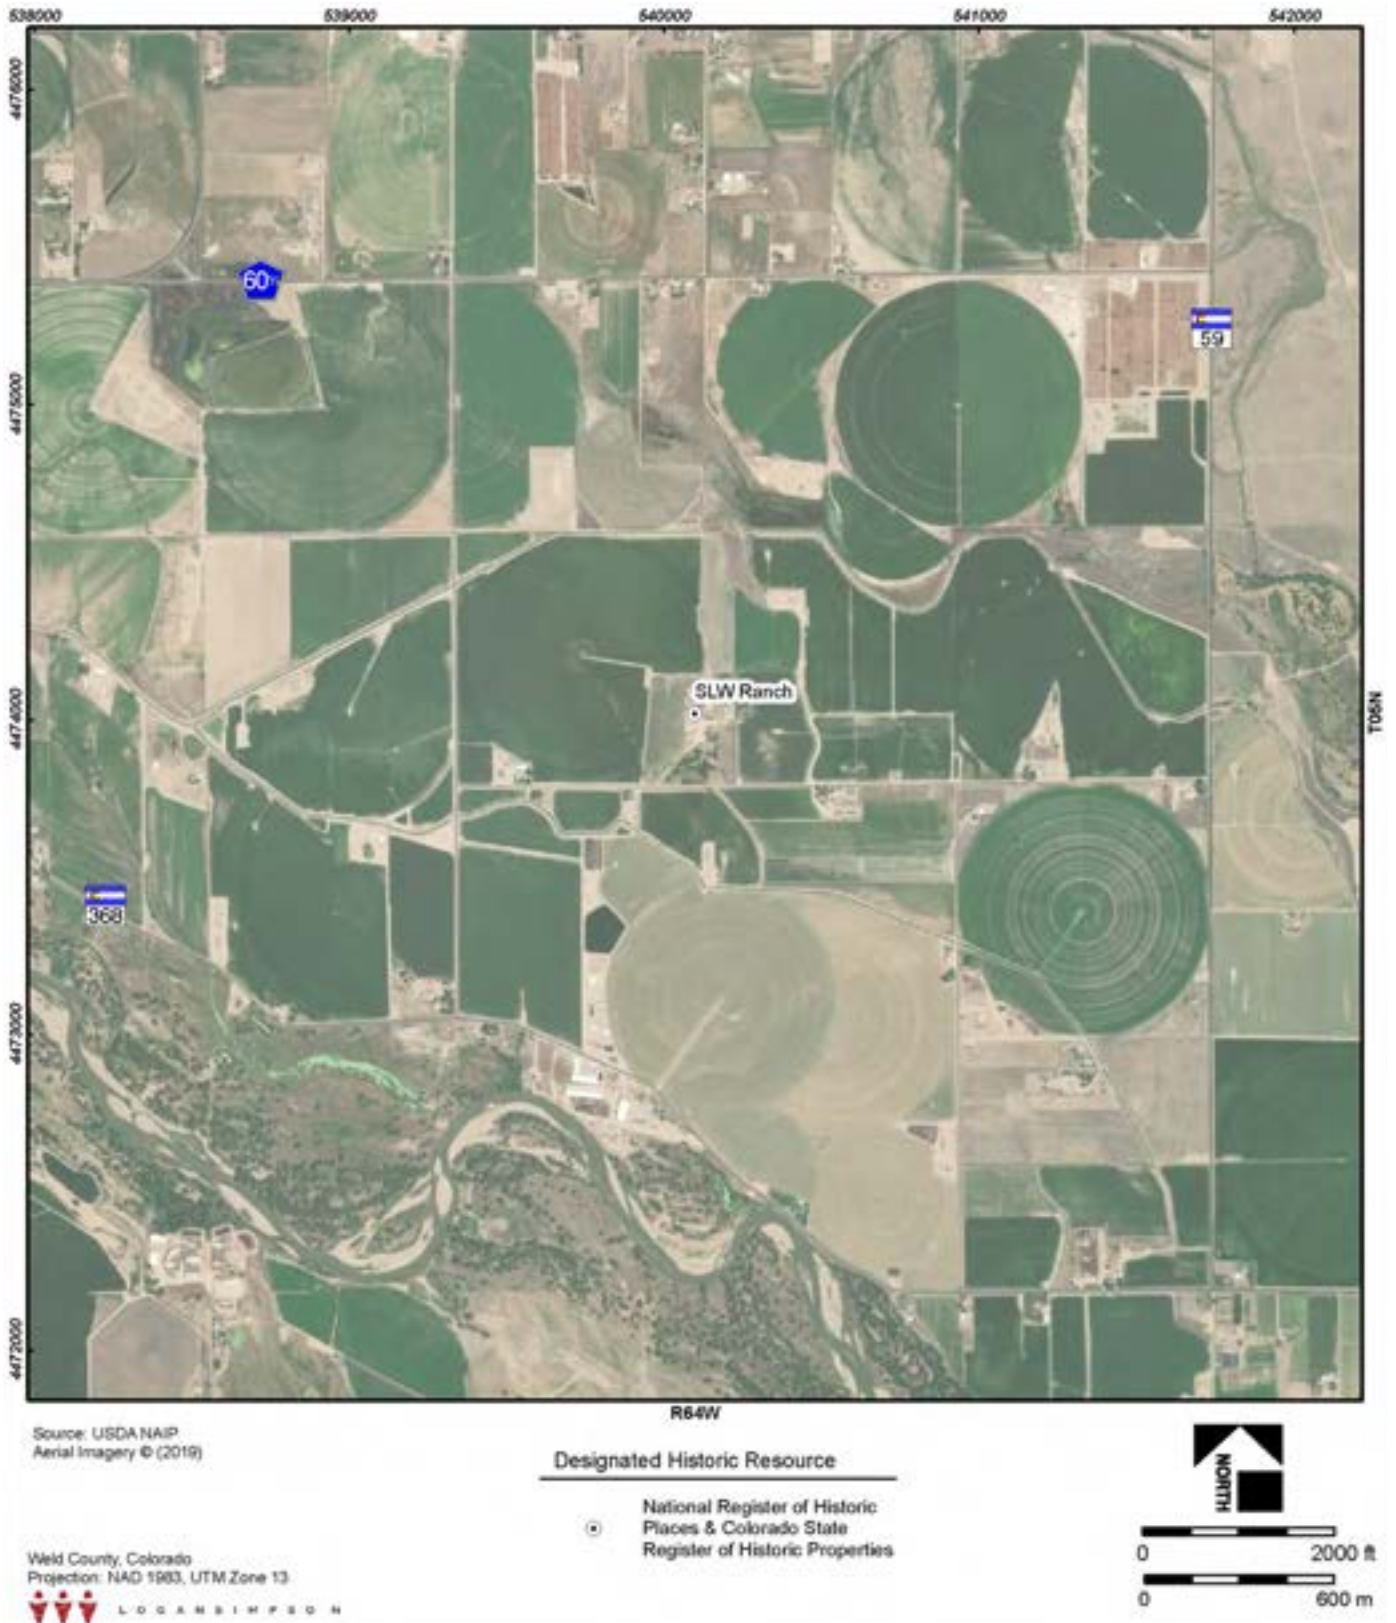 538000 539000 540000 541000 542000
4476000
60½
59
4475000
SLW Ranch
4474000
T05N
368
4473000
4472000
R64W
Source: USDA NAIP
Aerial Imagery © (2019)
Designated Historic Resource
National Register of Historic
Places & Colorado State
Register of Historic Properties
NORTH
0 2000 ft
0 600 m
Weld County, Colorado
Projection: NAD 1983, UTM Zone 13
LOGANSIMPSON